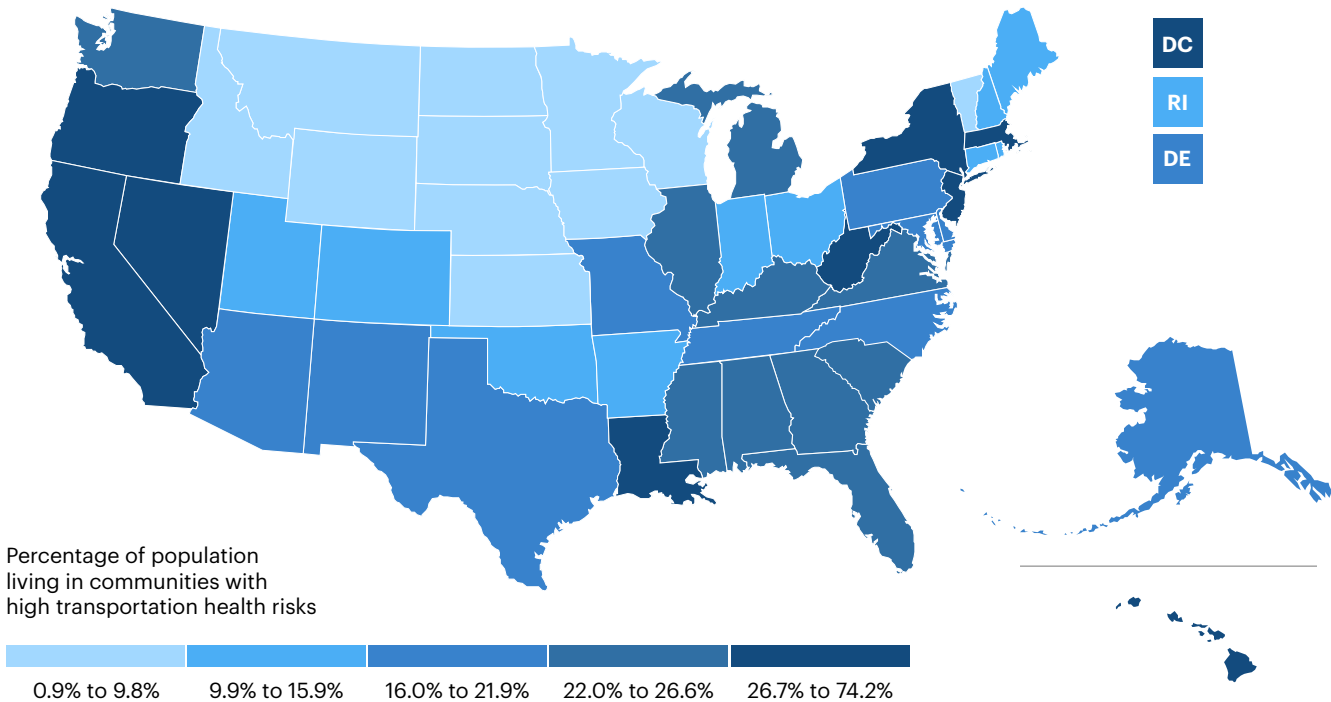 DC
RI
DE
Percentage of population
living in communities with
high transportation health risks
0.9% to 9.8%
9.9% to 15.9%
16.0% to 21.9%
22.0% to 26.6%
26.7% to 74.2%